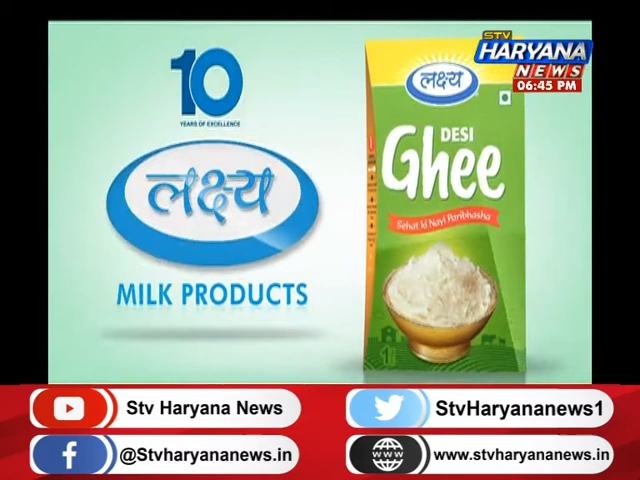 STV
HARYANA
NEWS
06:45 PM
10
YEARS OF EXCELLENCE
लक्ष्य
MILK PRODUCTS
लक्ष्य
DESI
Ghee
Sehat ki Nayi Paribhasha
Stv Haryana News
StvHaryananews1
@Stvharyananews.in
www.stvharyananews.in